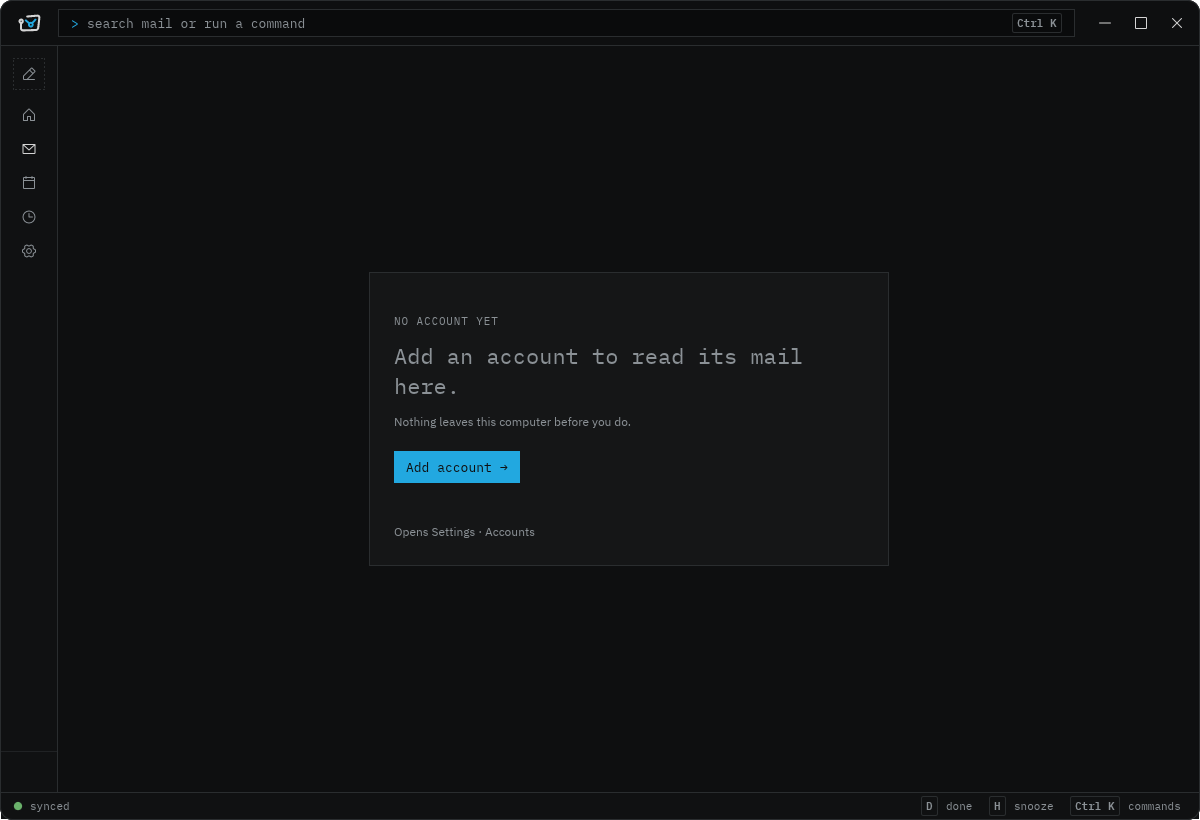 > search mail or run a command
Ctrl K
NO ACCOUNT YET
Add an account to read its mail
here.
Nothing leaves this computer before you do.
Add account →
Opens Settings · Accounts
synced
D done H snooze Ctrl K commands